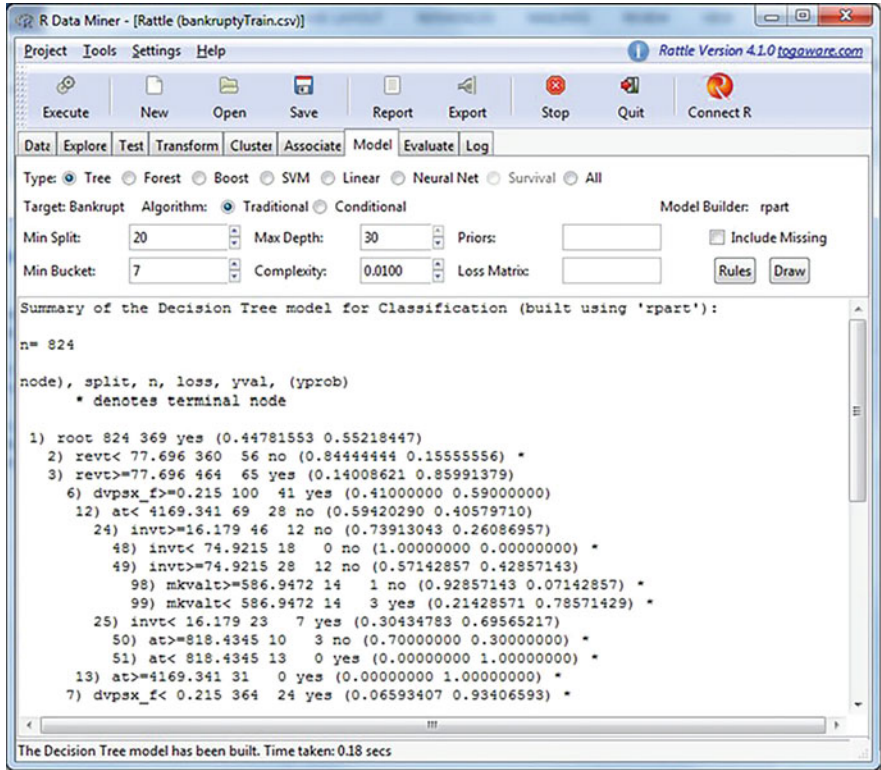 R Data Miner - [Rattle (bankruptyTrain.csv)]
Project Tools Settings Help
Rattle Version 4.1.0 togaware.com
Execute New Open Save Report Export Stop Quit Connect R
Data Explore Test Transform Cluster Associate Model Evaluate Log
Type: Tree Forest Boost SVM Linear Neural Net Survival All
Target: Bankrupt Algorithm: Traditional Conditional Model Builder: rpart
Min Split: 20 Max Depth: 30 Priors: Include Missing
Min Bucket: 7 Complexity: 0.0100 Loss Matrix: Rules Draw
Summary of the Decision Tree model for Classification (built using 'rpart'):
n= 824
node), split, n, loss, yval, (yprob)
* denotes terminal node
1) root 824 369 yes (0.44781553 0.55218447)
2) revt< 77.696 360 56 no (0.84444444 0.15555556) *
3) revt>=77.696 464 65 yes (0.14008621 0.85991379)
6) dvpsx_f>=0.215 100 41 yes (0.41000000 0.59000000)
12) at< 4169.341 69 28 no (0.59420290 0.40579710)
24) invt>=16.179 46 12 no (0.73913043 0.26086957)
48) invt< 74.9215 18 0 no (1.00000000 0.00000000) *
49) invt>=74.9215 28 12 no (0.57142857 0.42857143)
98) mkvalt>=586.9472 14 1 no (0.92857143 0.07142857) *
99) mkvalt< 586.9472 14 3 yes (0.21428571 0.78571429) *
25) invt< 16.179 23 7 yes (0.30434783 0.69565217)
50) at>=818.4345 10 3 no (0.70000000 0.30000000) *
51) at< 818.4345 13 0 yes (0.00000000 1.00000000) *
13) at>=4169.341 31 0 yes (0.00000000 1.00000000) *
7) dvpsx_f< 0.215 364 24 yes (0.06593407 0.93406593) *
The Decision Tree model has been built. Time taken: 0.18 secs